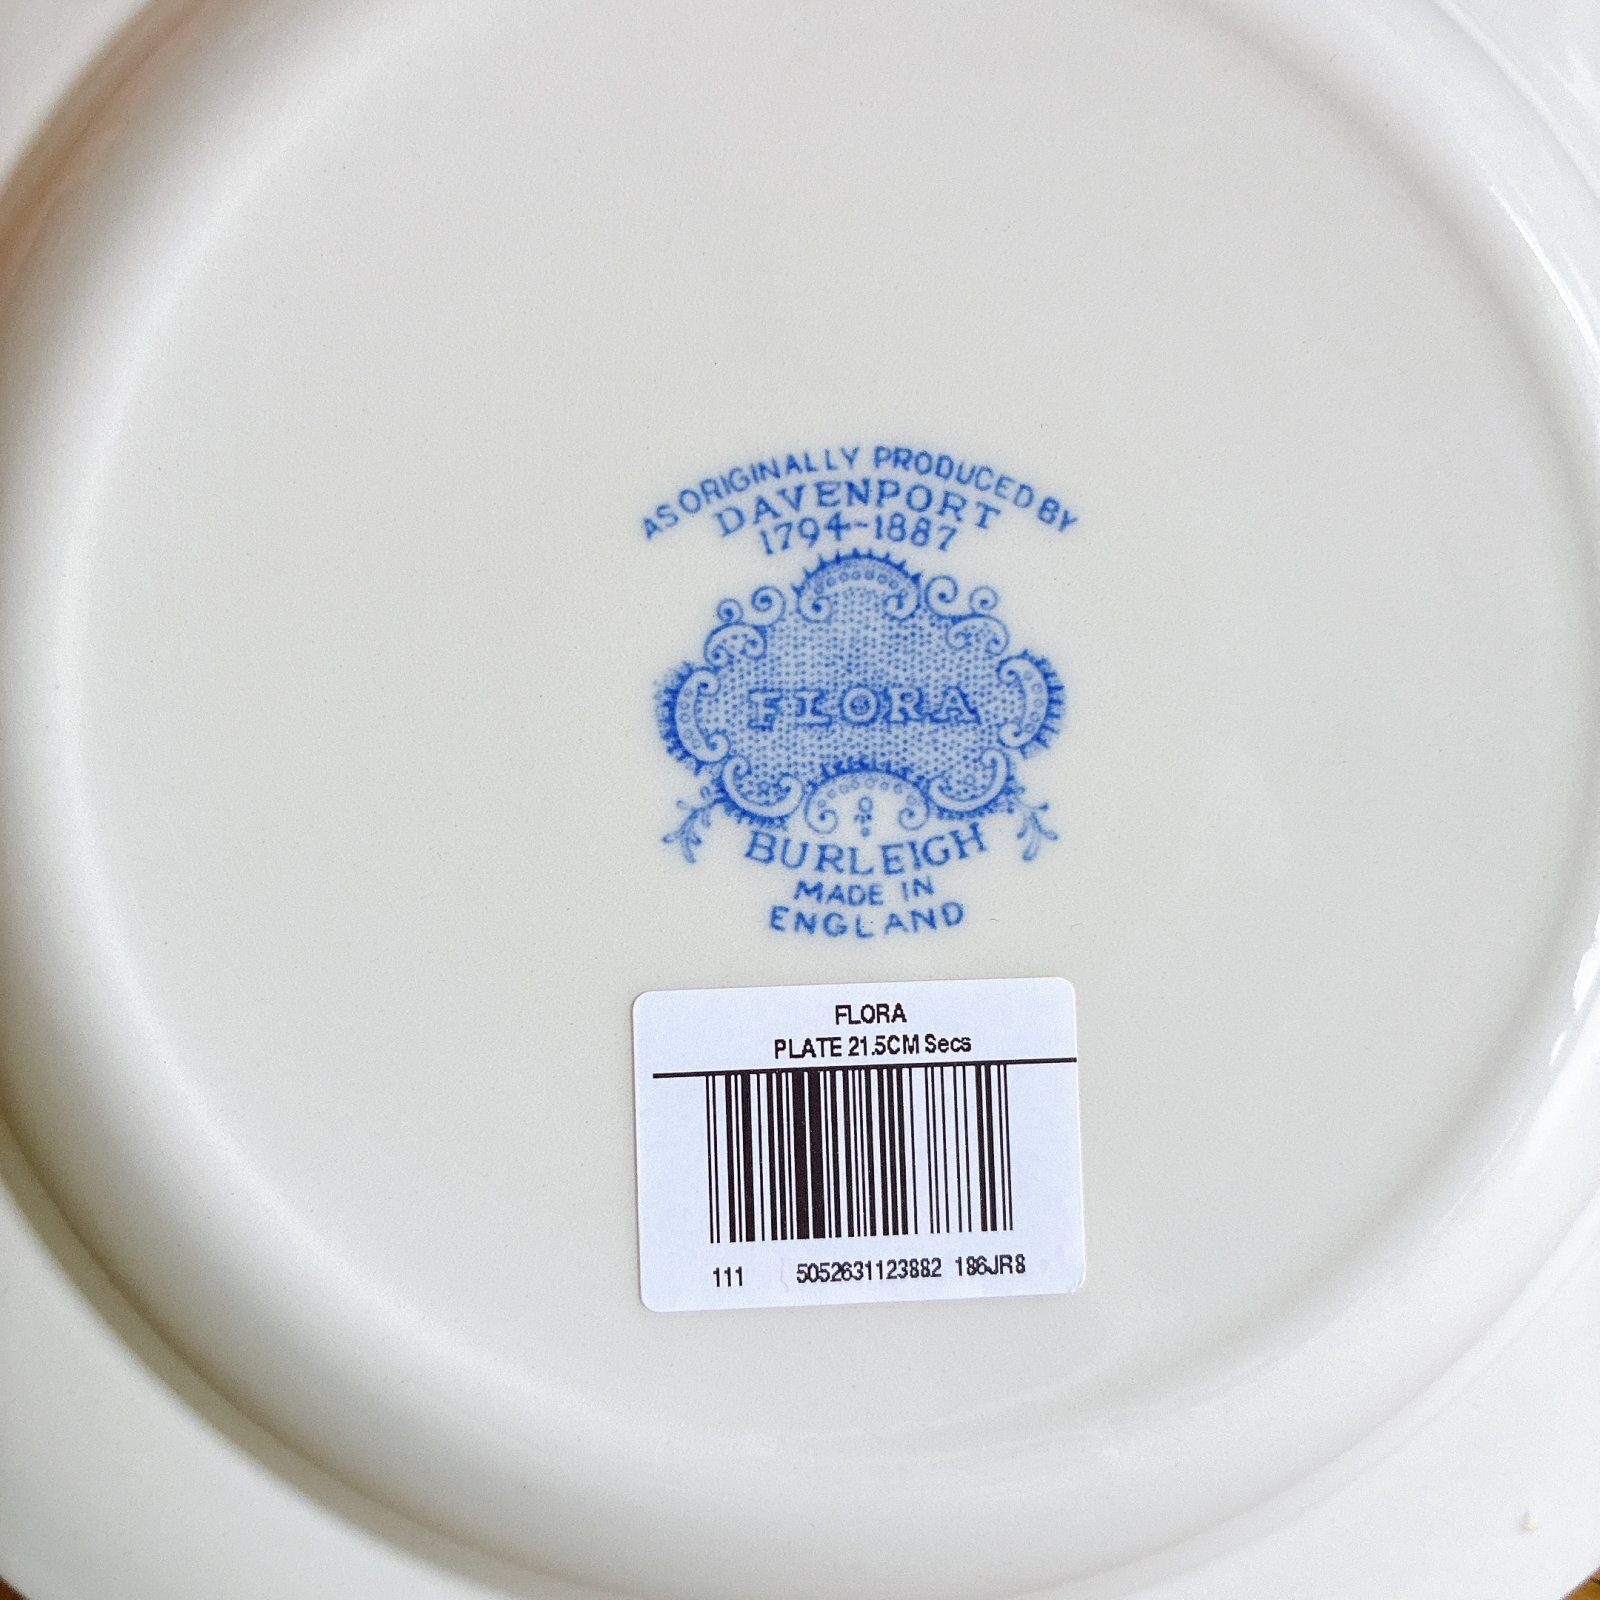 AS ORIGINALLY PRODUCED BY
DAVENPORT
1794-1887
FLORA
BURLEIGH
MADE IN
ENGLAND
FLORA
PLATE 21.5CM Secs
111 5052631123882 186JR8